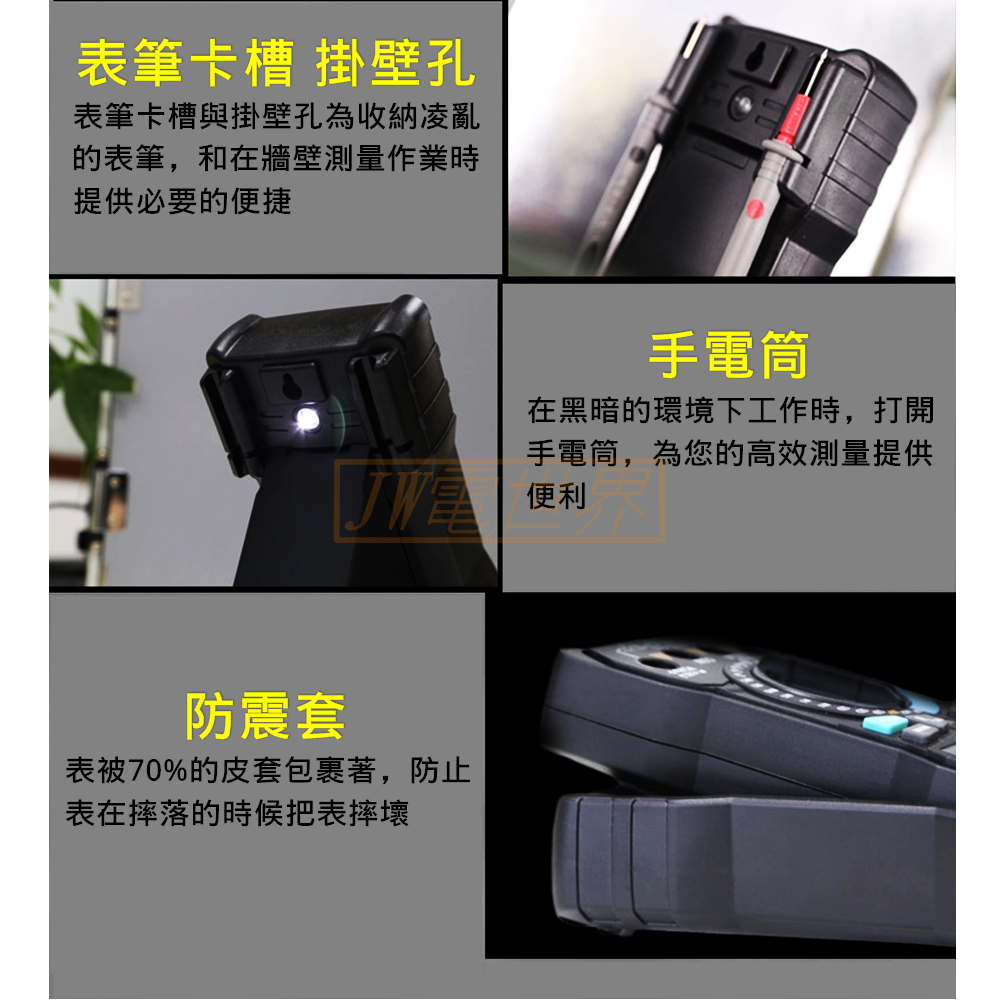 表筆卡槽 掛壁孔
表筆卡槽與掛壁孔為收納凌亂
的表筆，和在牆壁測量作業時
提供必要的便捷
手電筒
在黑暗的環境下工作時，打開
手電筒，為您的高效測量提供
便利
JW電世界
防震套
表被70%的皮套包裹著，防止
表在摔落的時候把表摔壞